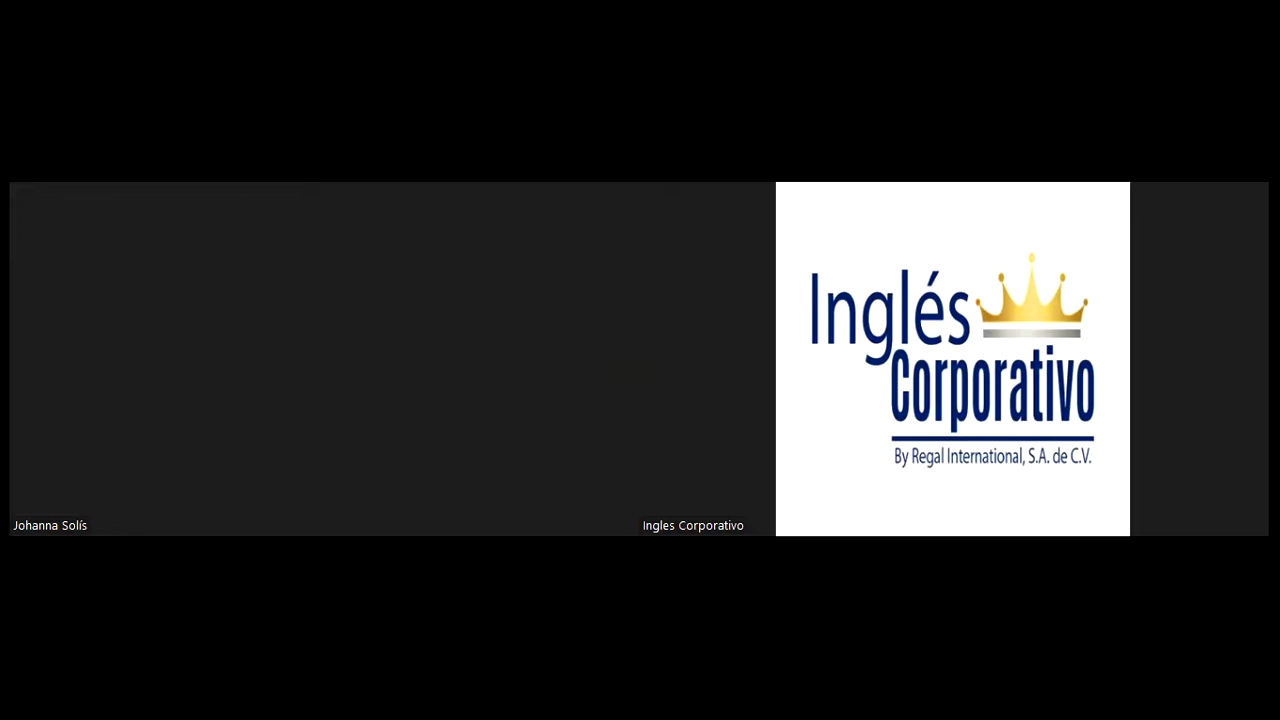 Inglés
Corporativo
By Regal International, S.A. de C.V.
Johanna Solís
Ingles Corporativo